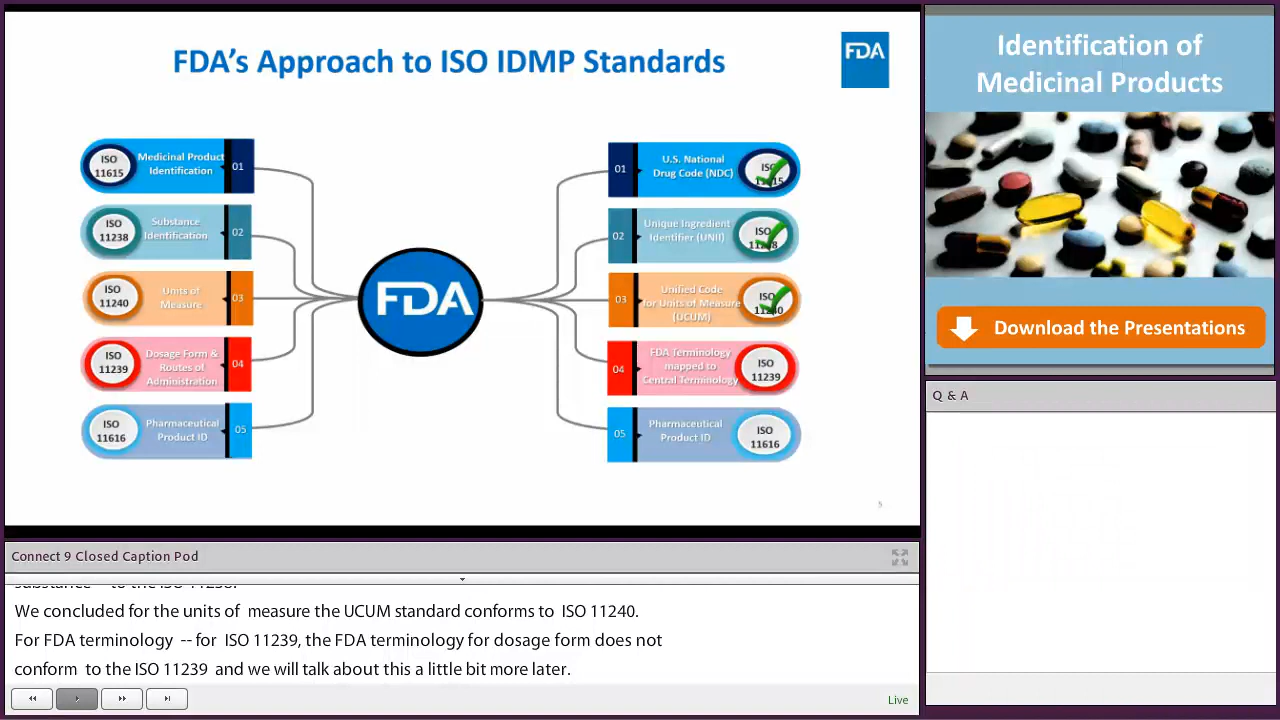 FDA's Approach to ISO IDMP Standards
FDA
ISO
11615
Medicinal Product
Identification
01
ISO
11238
Substance
Identification
02
ISO
11240
Units of
Measure
03
ISO
11239
Dosage Form &
Routes of
Administration
04
ISO
11616
Pharmaceutical
Product ID
05
FDA
01
U.S. National
Drug Code (NDC)
02
Unique Ingredient
Identifier (UNII)
ISO
03
Unified Code
for Units of Measure
(UCUM)
ISO
04
FDA Terminology
mapped to
Central Terminology
ISO
11239
05
Pharmaceutical
Product ID
ISO
11616
5
Identification of
Medicinal Products
Download the Presentations
Q & A
Connect 9 Closed Caption Pod
We concluded for the units of measure the UCUM standard conforms to ISO 11240.
For FDA terminology -- for ISO 11239, the FDA terminology for dosage form does not
conform to the ISO 11239 and we will talk about this a little bit more later.
Live